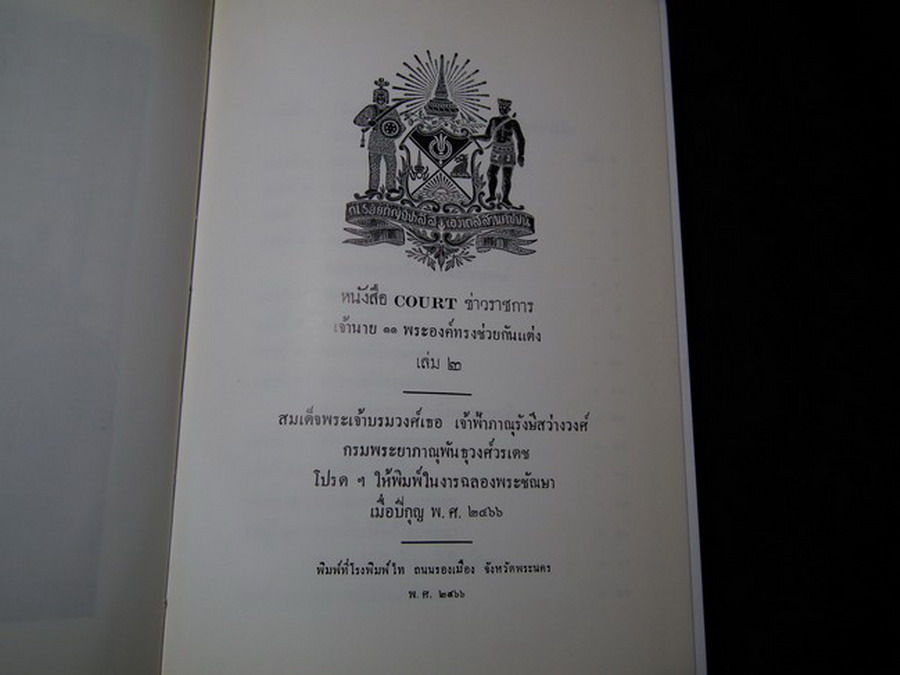 หนังสือ COURT ข่าวราชการ
เจ้านาย ๑๑ พระองค์ทรงช่วยกันแต่ง
เล่ม ๒
สมเด็จพระเจ้าบรมวงศ์เธอ เจ้าฟ้าภาณุรังษีสว่างวงศ์
กรมพระยาภาณุพันธุวงศ์วรเดช
โปรด ฯ ให้พิมพ์ในงารฉลองพระชัณษา
เมื่อปีกุญ พ. ศ. ๒๔๖๖
พิมพ์ที่โรงพิมพ์ไท ถนนรองเมือง จังหวัดพระนคร
พ. ศ. ๒๔๖๖